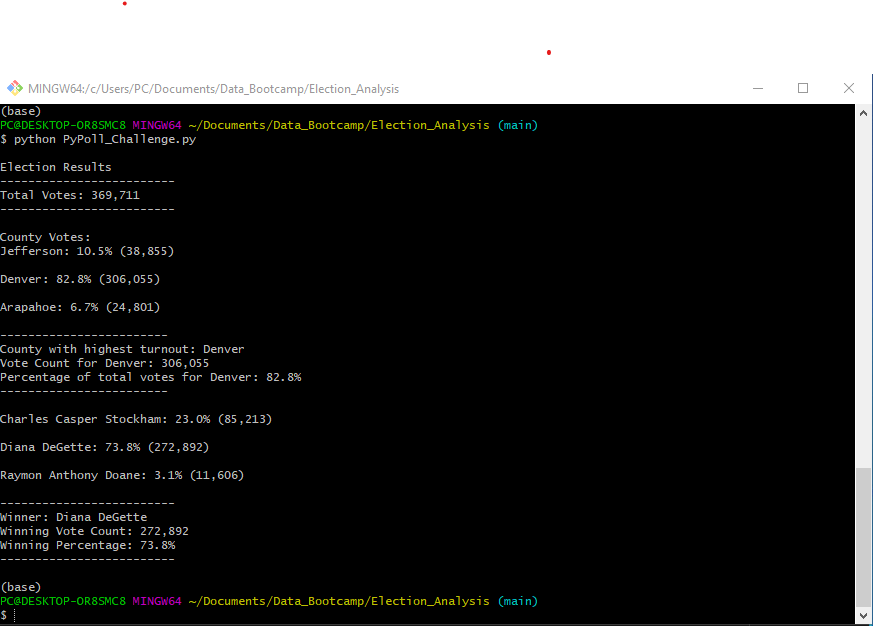 MINGW64:/c/Users/PC/Documents/Data_Bootcamp/Election_Analysis
(base)
PC@DESKTOP-OR8SMC8 MINGW64 ~/Documents/Data_Bootcamp/Election_Analysis (main)
$ python PyPoll_Challenge.py
Election Results
-------------------------
Total Votes: 369,711
-------------------------
County Votes:
Jefferson: 10.5% (38,855)
Denver: 82.8% (306,055)
Arapahoe: 6.7% (24,801)
------------------------
County with highest turnout: Denver
Vote Count for Denver: 306,055
Percentage of total votes for Denver: 82.8%
------------------------
Charles Casper Stockham: 23.0% (85,213)
Diana DeGette: 73.8% (272,892)
Raymon Anthony Doane: 3.1% (11,606)
-------------------------
Winner: Diana DeGette
Winning Vote Count: 272,892
Winning Percentage: 73.8%
-------------------------
(base)
PC@DESKTOP-OR8SMC8 MINGW64 ~/Documents/Data_Bootcamp/Election_Analysis (main)
$